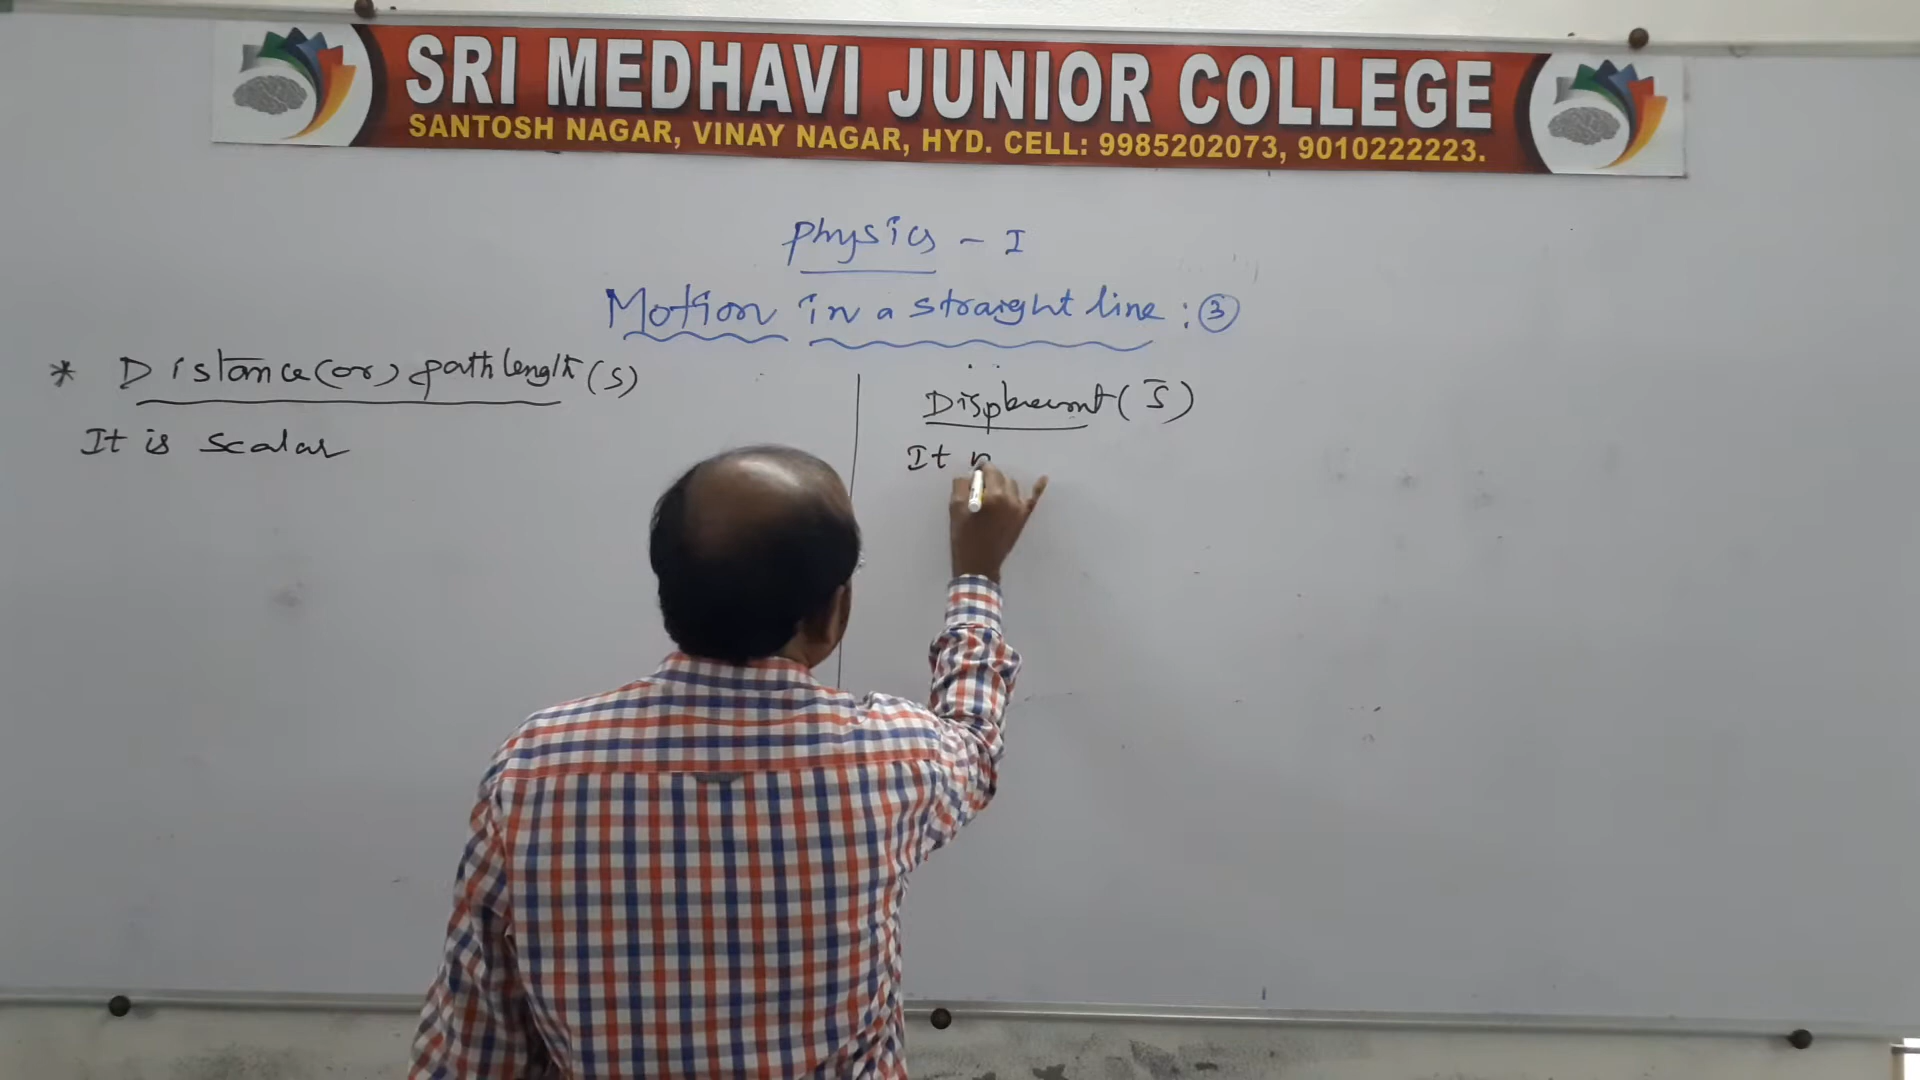 SRI MEDHAVI JUNIOR COLLEGE
SANTOSH NAGAR, VINAY NAGAR, HYD. CELL: 9985202073, 9010222223.
Physics - I
Motion in a straight line : ③
* Distance (or) path length (s)
It is scalar
Displacement ( s̄ )
It